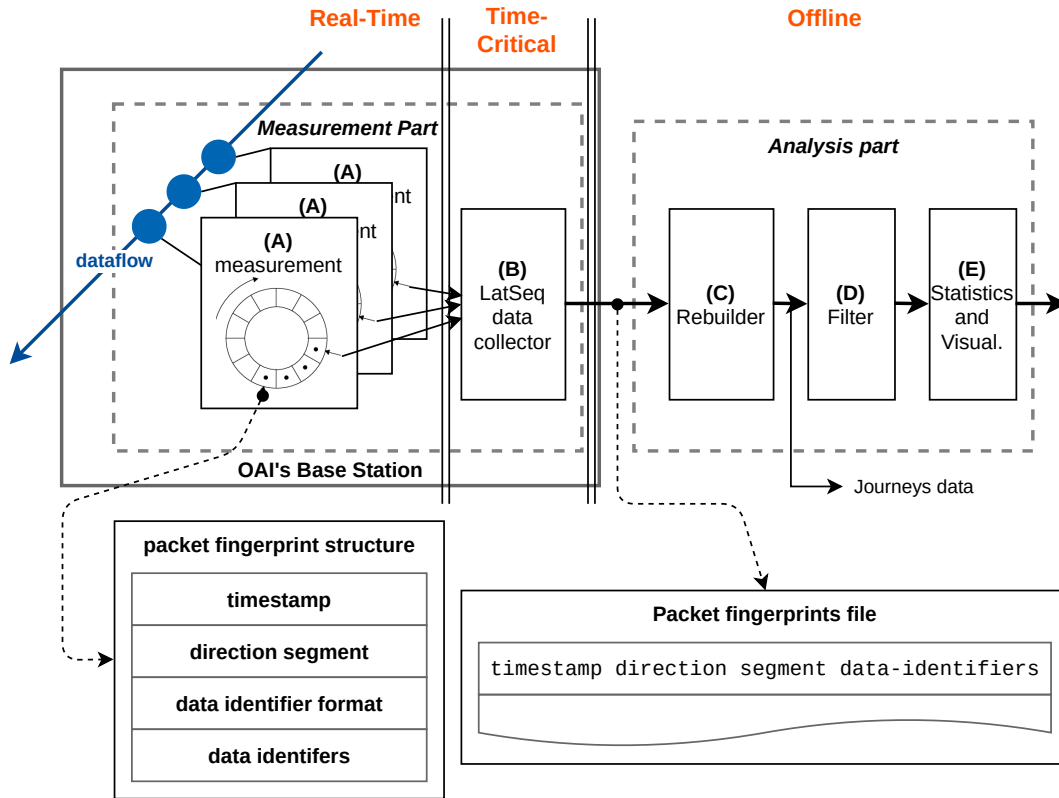 Real-Time
Time-
Critical
Offline
Measurement Part
Analysis part
(A)
nt
(A)
nt
(A)
measurement
dataflow
(B)
LatSeq
data
collector
(C)
Rebuilder
(D)
Filter
(E)
Statistics
and
Visual.
OAI's Base Station
Journeys data
packet fingerprint structure
timestamp
direction segment
data identifier format
data identifers
Packet fingerprints file
timestamp direction segment data-identifiers